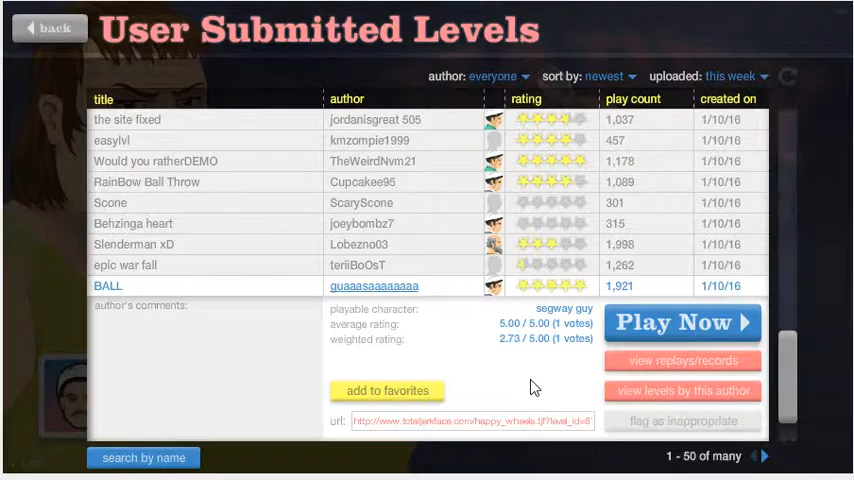 back
User Submitted Levels
author: everyone sort by: newest uploaded: this week
title author rating play count created on
the site fixed jordanisgreat 505 1,037 1/10/16
easylvl kmzompie1999 457 1/10/16
Would you ratherDEMO TheWeirdNvm21 1,178 1/10/16
RainBow Ball Throw Cupcakee95 1,089 1/10/16
Scone ScaryScone 301 1/10/16
Behzinga heart joeybombz7 315 1/10/16
Slenderman xD Lobezno03 1,998 1/10/16
epic war fall teriiBoOsT 1,262 1/10/16
BALL guaaasaaaaaaaa 1,921 1/10/16
author's comments:
playable character: segway guy
average rating: 5.00 / 5.00 (1 votes)
weighted rating: 2.73 / 5.00 (1 votes)
Play Now
view replays/records
add to favorites
view levels by this author
url: http://www.totaljerkface.com/happy_wheels.tjf?level_id=8
flag as inappropriate
search by name
1 - 50 of many